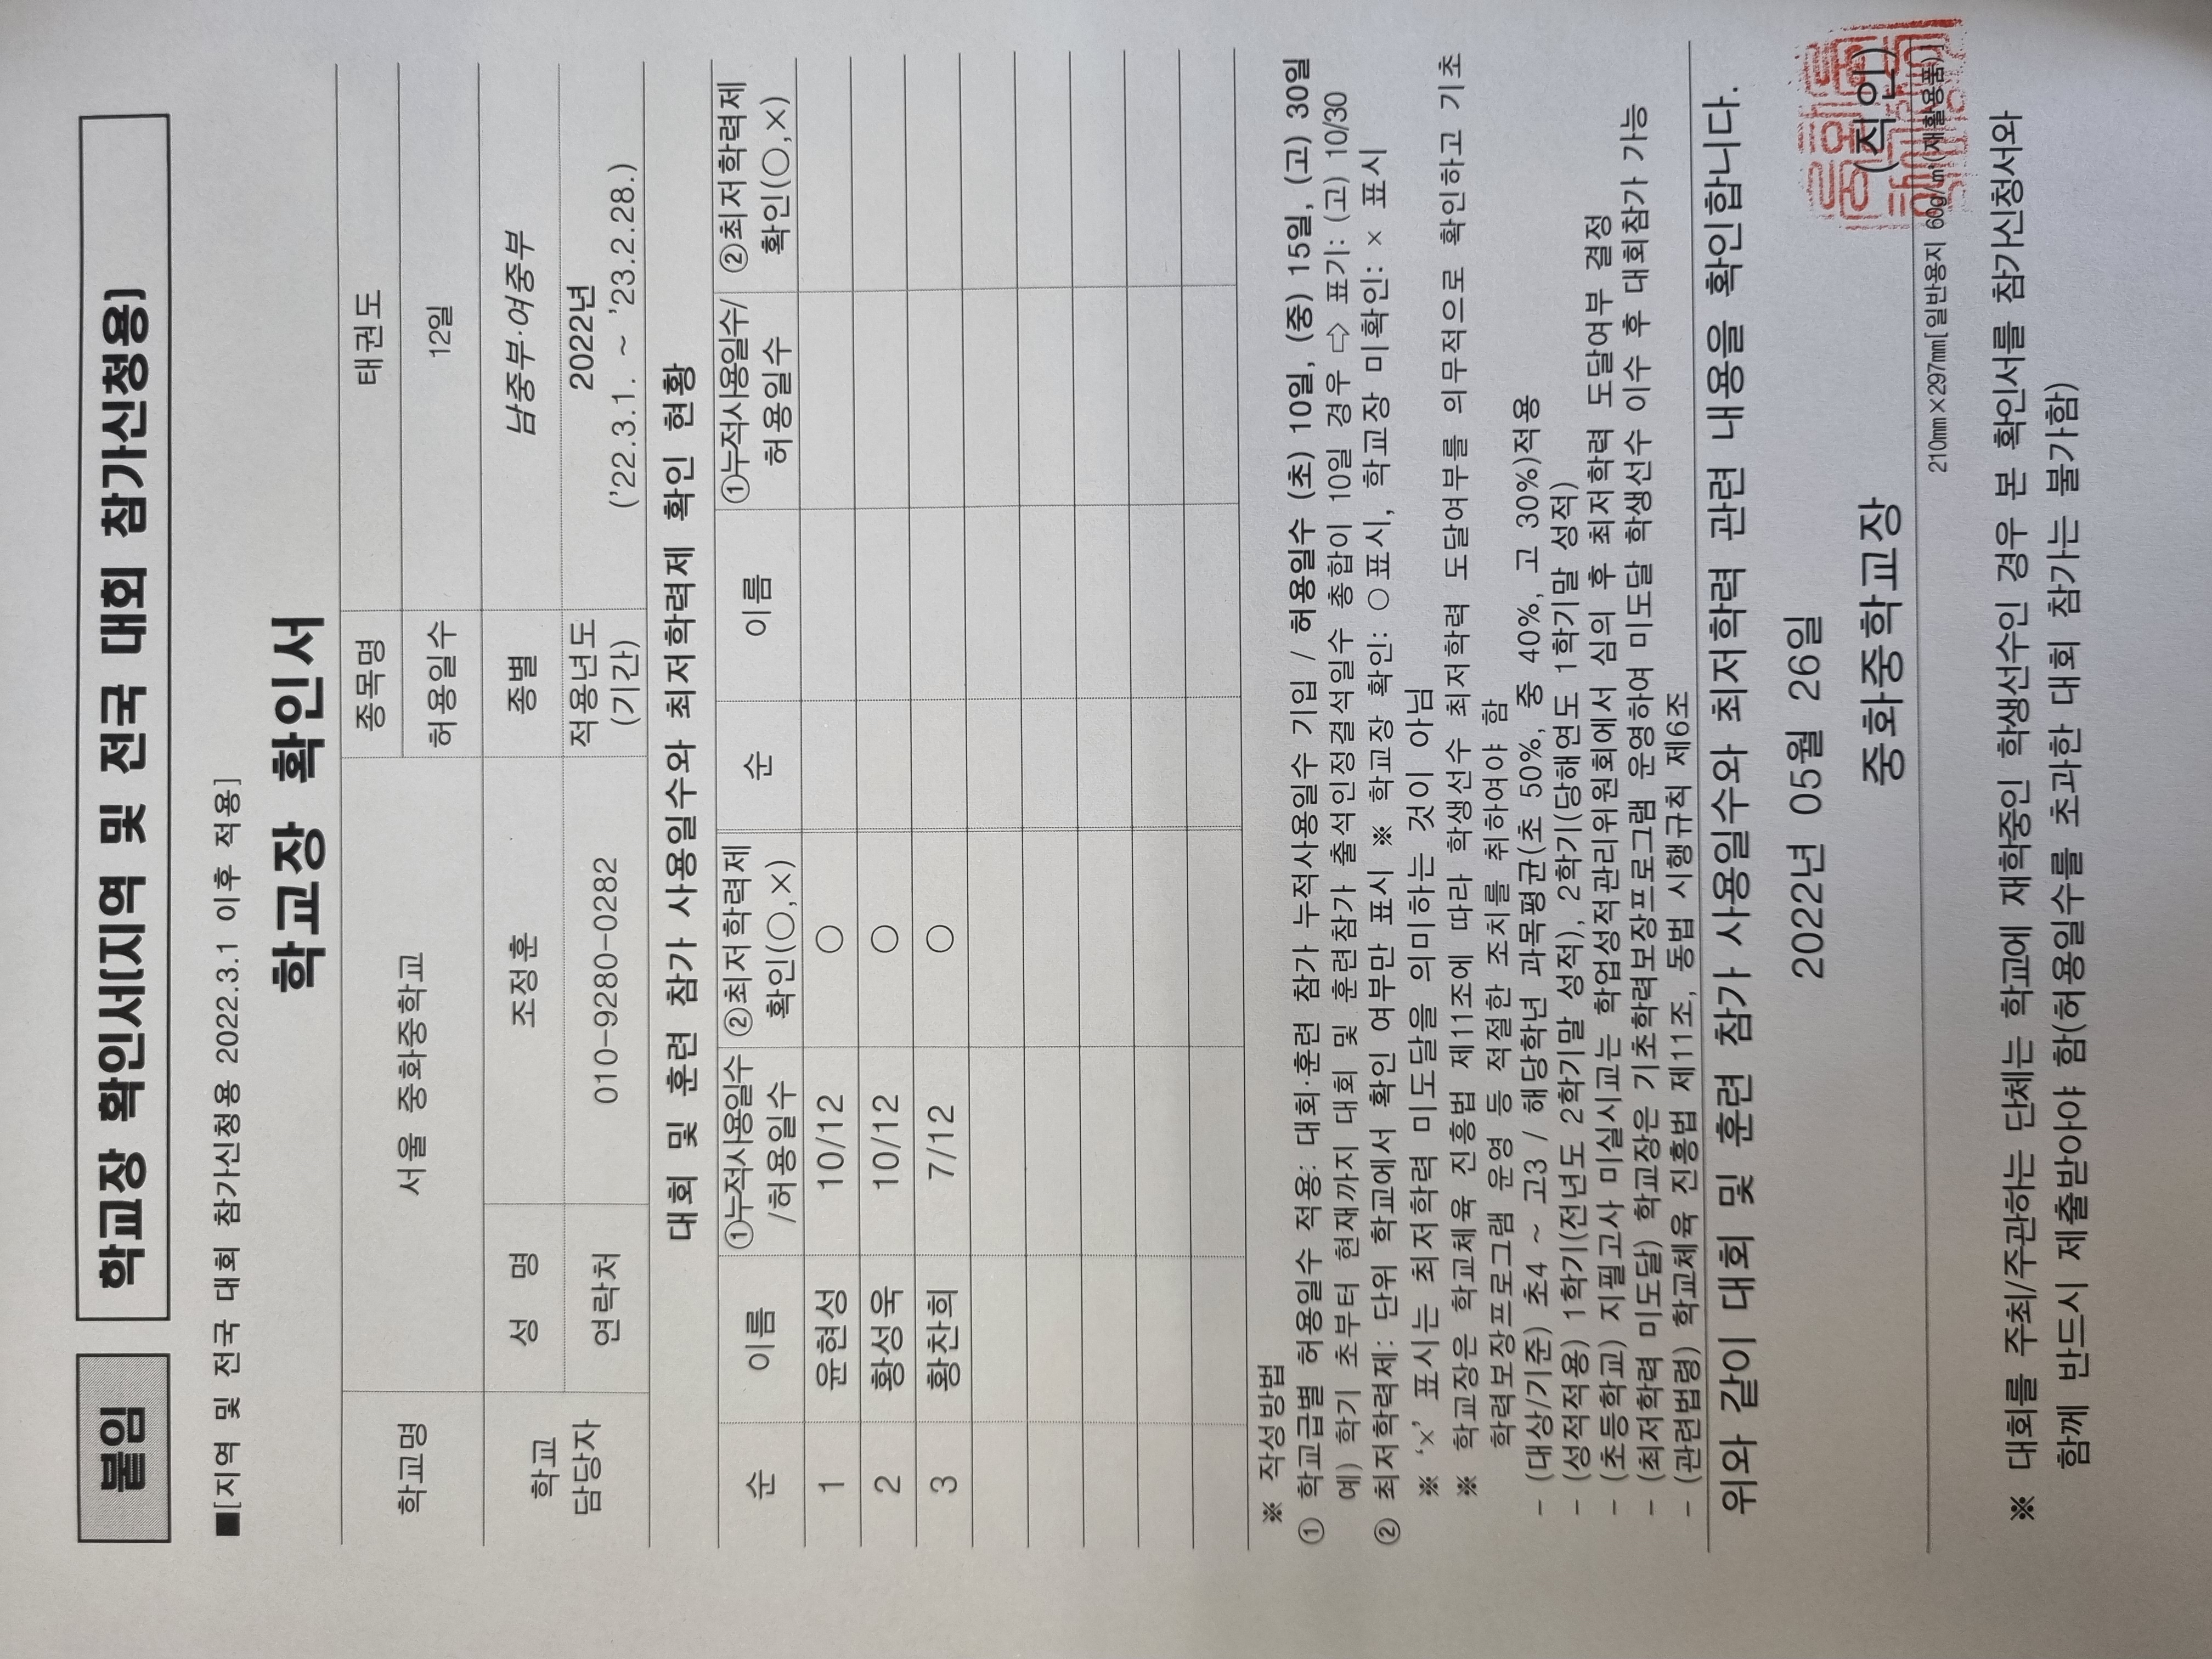 붙임
학교장 확인서(지역 및 전국 대회 참가신청용)
■[지역 및 전국 대회 참가신청용 2022.3.1 이후 적용]
학교장 확인서
학교명 서울 중화중학교 종목명 태권도
허용일수 12일
학교 담당자 성 명 조정훈 종별 남중부·여중부
연락처 010-9280-0282 적용년도 (기간) 2022년
('22.3.1. ~ '23.2.28.)
대회 및 훈련 참가 사용일수와 최저학력제 확인 현황
순 이름 ①누적사용일수 /허용일수 ②최저학력제 확인(○,×) 순 이름 ①누적사용일수/ 허용일수 ②최저학력제 확인(○,×)
1 윤현성 10/12 ○
2 황성욱 10/12 ○
3 황찬희 7/12 ○
※ 작성방법
① 학교급별 허용일수 적용: 대회·훈련 참가 누적사용일수 기입 / 허용일수 (초) 10일, (중) 15일, (고) 30일
예) 학기 초부터 현재까지 대회 및 훈련참가 출석인정결석일수 총합이 10일 경우 ⇨ 표기: (고) 10/30
② 최저학력제: 단위 학교에서 확인 여부만 표시 ※ 학교장 확인: ○표시, 학교장 미확인: × 표시
※ '×' 표시는 최저학력 미도달을 의미하는 것이 아님
※ 학교장은 학교체육 진흥법 제11조에 따라 학생선수 최저학력 도달여부를 의무적으로 확인하고 기초
학력보장프로그램 운영 등 적절한 조치를 취하여야 함
- (대상/기준) 초4 ~ 고3 / 해당학년 과목평균(초 50%, 중 40%, 고 30%)적용
- (성적적용) 1학기(전년도 2학기말 성적), 2학기(당해연도 1학기말 성적)
- (초등학교) 지필고사 미실시교는 학업성적관리위원회에서 심의 후 최저학력 도달여부 결정
- (최저학력 미도달) 학교장은 기초학력보장프로그램 운영하여 미도달 학생선수 이수 후 대회참가 가능
- (관련법령) 학교체육 진흥법 제11조, 동법 시행규칙 제6조
위와 같이 대회 및 훈련 참가 사용일수와 최저학력 관련 내용을 확인합니다.
2022년 05월 26일
중화중학교장 (직인)
210mm×297mm[일반용지 60g/㎡(재활용품)]
※ 대회를 주최/주관하는 단체는 학교에 재학중인 학생선수인 경우 본 확인서를 참가신청서와
함께 반드시 제출받아야 함(허용일수를 초과한 대회 참가는 불가함)